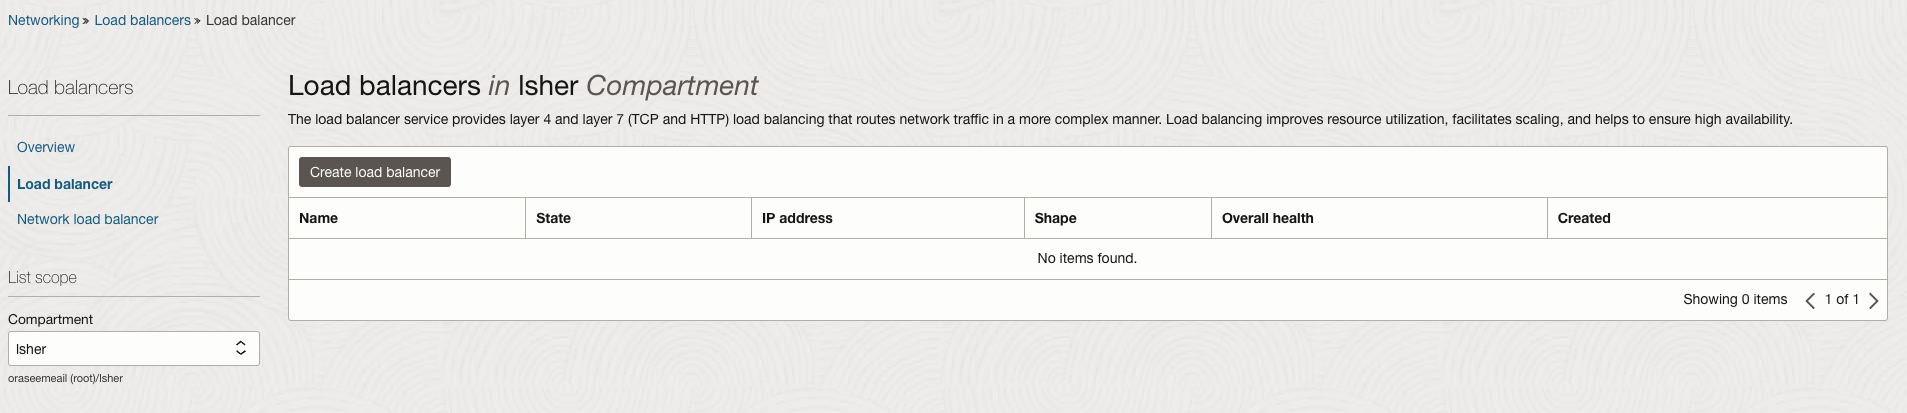 Networking » Load balancers » Load balancer
Load balancers
Overview
Load balancer
Network load balancer
List scope
Compartment
Isher
oraseemeail (root)/Isher
Load balancers in Isher Compartment
The load balancer service provides layer 4 and layer 7 (TCP and HTTP) load balancing that routes network traffic in a more complex manner. Load balancing improves resource utilization, facilitates scaling, and helps to ensure high availability.
Create load balancer
Name State IP address Shape Overall health Created
No items found.
Showing 0 items 1 of 1